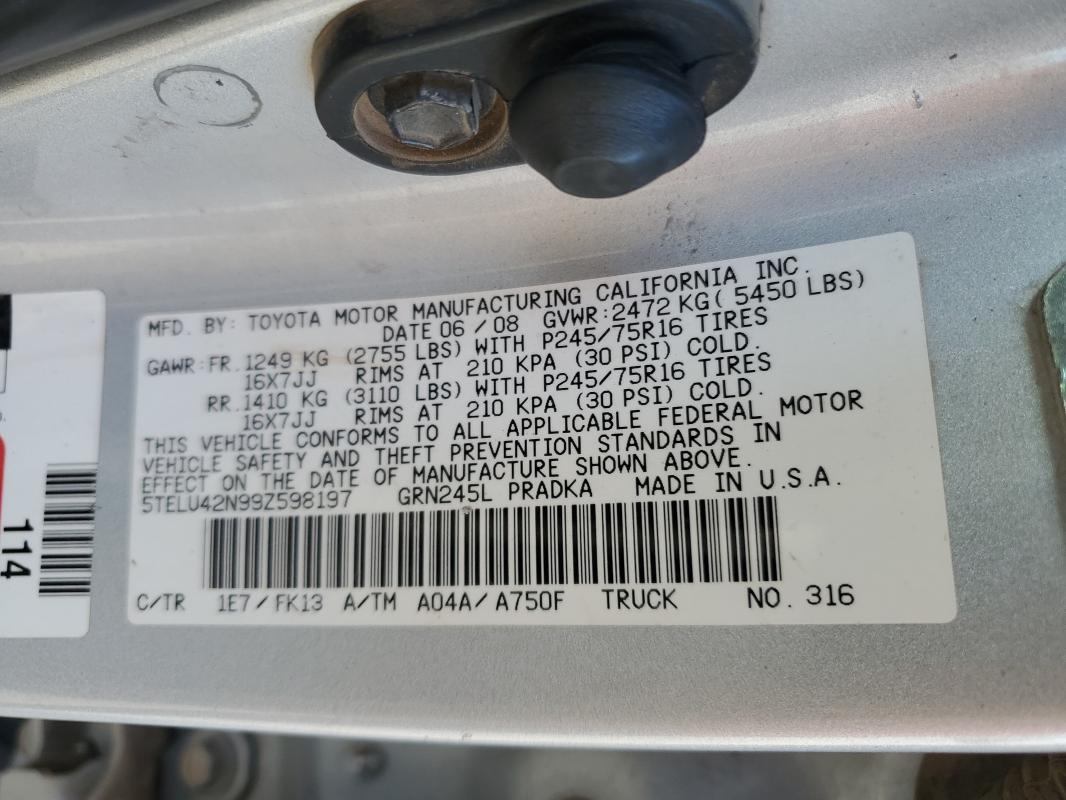 MFD. BY: TOYOTA MOTOR MANUFACTURING CALIFORNIA INC.
DATE 06 / 08 GVWR: 2472 KG ( 5450 LBS)
GAWR: FR. 1249 KG (2755 LBS) WITH P245/75R16 TIRES
16X7JJ RIMS AT 210 KPA (30 PSI) COLD.
RR. 1410 KG (3110 LBS) WITH P245/75R16 TIRES
16X7JJ RIMS AT 210 KPA (30 PSI) COLD.
THIS VEHICLE CONFORMS TO ALL APPLICABLE FEDERAL MOTOR
VEHICLE SAFETY AND THEFT PREVENTION STANDARDS IN
EFFECT ON THE DATE OF MANUFACTURE SHOWN ABOVE.
5TELU42N99Z598197 GRN245L PRADKA MADE IN U.S.A.
C/TR 1E7 / FK13 A/TM A04A / A750F TRUCK NO. 316
114